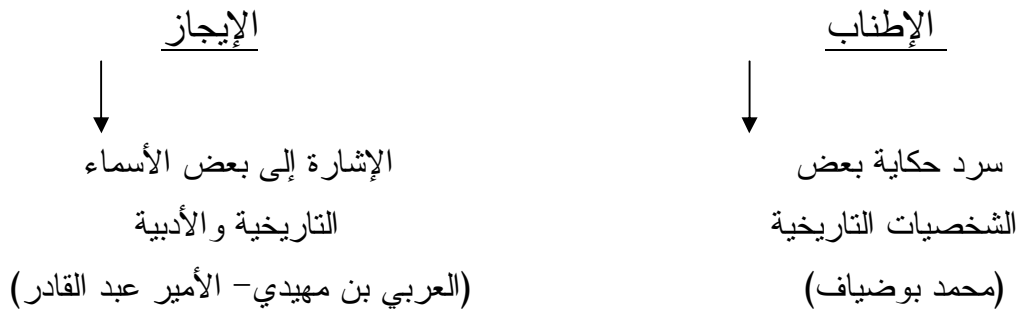 الإطناب
سرد حكاية بعض
الشخصيات التاريخية
(محمد بوضياف)
الإيجاز
الإشارة إلى بعض الأسماء
التاريخية والأدبية
(العربي بن مهيدي- الأمير عبد القادر)